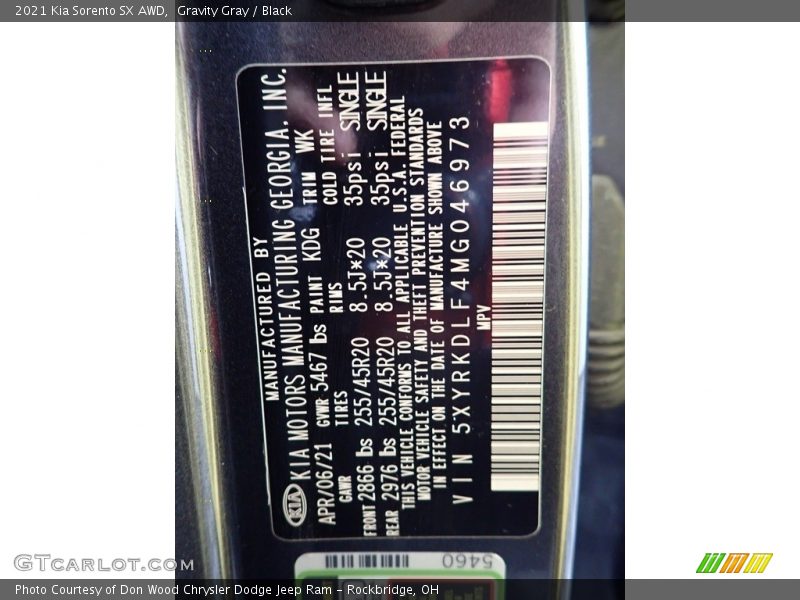 2021 Kia Sorento SX AWD,  Gravity Gray / Black
MANUFACTURED BY
KIA KIA MOTORS MANUFACTURING GEORGIA, INC.
APR/06/21 GVWR 5467 lbs PAINT KDG TRIM WK
GAWR TIRES RIMS COLD TIRE INFL
FRONT 2866 lbs 255/45R20 8.5J*20 35psi SINGLE
REAR 2976 lbs 255/45R20 8.5J*20 35psi SINGLE
THIS VEHICLE CONFORMS TO ALL APPLICABLE U.S.A. FEDERAL
MOTOR VEHICLE SAFETY AND THEFT PREVENTION STANDARDS
IN EFFECT ON THE DATE OF MANUFACTURE SHOWN ABOVE
VIN 5XYRKDLF4MG046973
MPV
5460
GTCarLot.com
Photo Courtesy of Don Wood Chrysler Dodge Jeep Ram - Rockbridge, OH